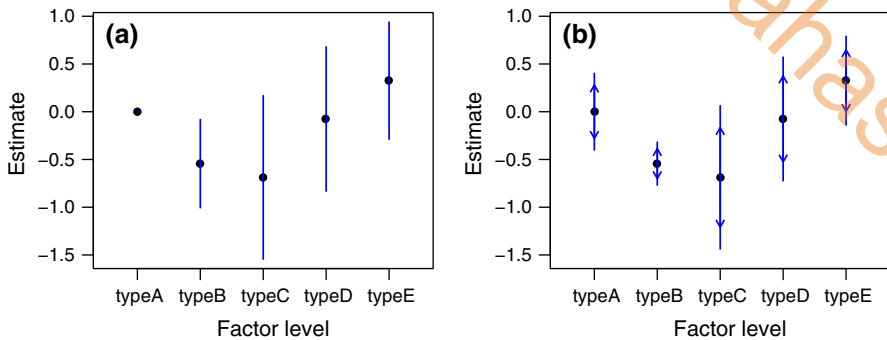 (a)
1.0
0.5
0.0
−0.5
−1.0
−1.5
Estimate
typeA typeB typeC typeD typeE
Factor level
(b)
1.0
0.5
0.0
−0.5
−1.0
−1.5
Estimate
typeA typeB typeC typeD typeE
Factor level
ahas